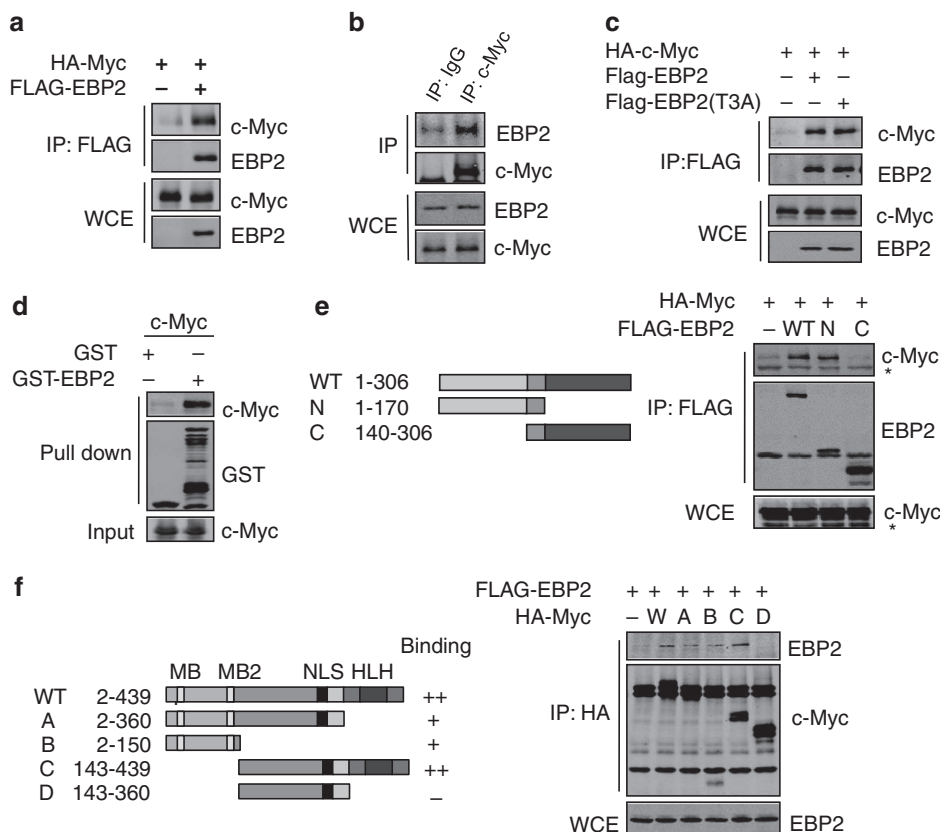 a
HA-Myc + +
FLAG-EBP2 – +
IP: FLAG
c-Myc
EBP2
WCE
c-Myc
EBP2
b
IP: IgG
IP: c-Myc
IP
EBP2
c-Myc
WCE
EBP2
c-Myc
c
HA-c-Myc + + +
Flag-EBP2 – + –
Flag-EBP2(T3A) – – +
IP:FLAG
c-Myc
EBP2
WCE
c-Myc
EBP2
d
c-Myc
GST + –
GST-EBP2 – +
Pull down
c-Myc
GST
Input
c-Myc
e
WT 1-306
N 1-170
C 140-306
HA-Myc + + + +
FLAG-EBP2 – WT N C
IP: FLAG
c-Myc
*
EBP2
WCE
c-Myc
*
f
Binding
MB MB2 NLS HLH
WT 2-439 ++
A 2-360 +
B 2-150 +
C 143-439 ++
D 143-360 –
FLAG-EBP2 + + + + + +
HA-Myc – W A B C D
IP: HA
EBP2
c-Myc
WCE
EBP2